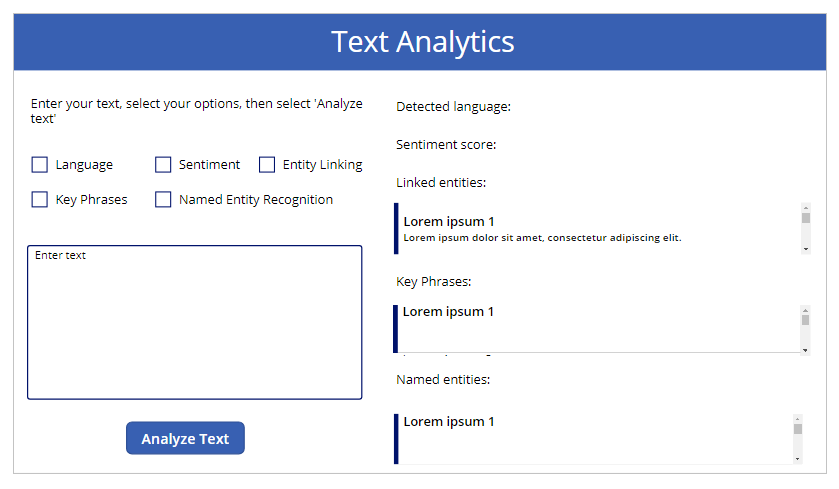 Text Analytics
Enter your text, select your options, then select 'Analyze
text'
Language
Sentiment
Entity Linking
Key Phrases
Named Entity Recognition
Enter text
Analyze Text
Detected language:
Sentiment score:
Linked entities:
Lorem ipsum 1
Lorem ipsum dolor sit amet, consectetur adipiscing elit.
Key Phrases:
Lorem ipsum 1
Named entities:
Lorem ipsum 1